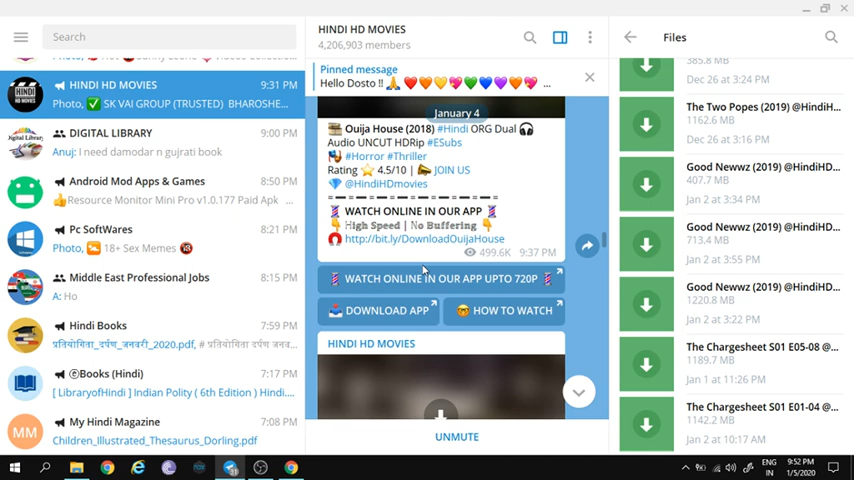 Search
Photo,
HINDI HD MOVIES
9:31 PM
Photo, ✅ SK VAI GROUP (TRUSTED) BHAROSHE...
DIGITAL LIBRARY
9:00 PM
Anuj: I need damodar n gujrati book
Android Mod Apps & Games
8:50 PM
👍Resource Monitor Mini Pro v1.0.177 Paid Apk
Pc SoftWares
8:21 PM
Photo, 18+ Sex Memes 🔞
Middle East Professional Jobs
8:15 PM
A: Ho
Hindi Books
7:59 PM
प्रतियोगिता_दर्पण_जनवरी_2020.pdf, # प्रतियोगिता दर्पण जन...
ⓒBooks (Hindi)
7:17 PM
[ LibraryofHindi ] Indian Polity ( 6th Edition ) Hindi....
MM
My Hindi Magazine
7:08 PM
Children_Illustrated_Thesaurus_Dorling.pdf
HINDI HD MOVIES
4,206,903 members
Pinned message
Hello Dosto !! 🙏 ...
January 4
Ouija House (2018) #Hindi ORG Dual 🎧
Audio UNCUT HDRip #ESubs
#Horror #Thriller
Rating ⭐ 4.5/10 | JOIN US
💎 @HindiHDmovies
WATCH ONLINE IN OUR APP
High Speed | No Buffering
http://bit.ly/DownloadOuijaHouse
499.6K 9:37 PM
WATCH ONLINE IN OUR APP UPTO 720P
DOWNLOAD APP
HOW TO WATCH
HINDI HD MOVIES
UNMUTE
Files
385.8 MB
Dec 26 at 3:24 PM
The Two Popes (2019) @HindiH...
1162.6 MB
Dec 26 at 3:16 PM
Good Newwz (2019) @HindiHD...
407.7 MB
Jan 2 at 3:34 PM
Good Newwz (2019) @HindiHD...
713.4 MB
Jan 2 at 3:55 PM
Good Newwz (2019) @HindiHD...
1220.8 MB
Jan 2 at 3:22 PM
The Chargesheet S01 E05-08 @...
1189.7 MB
Jan 1 at 11:26 PM
The Chargesheet S01 E01-04 @...
1142.2 MB
Jan 2 at 10:17 AM
ENG
IN
9:52 PM
1/5/2020